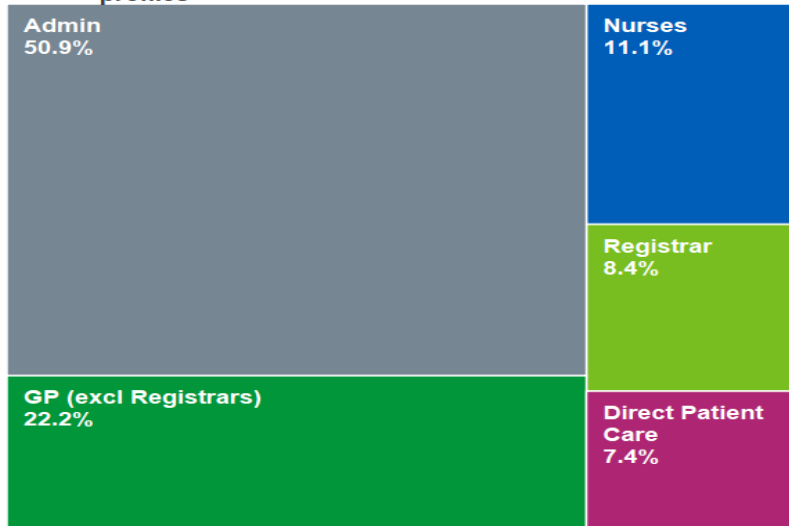 Admin
50.9%
Nurses
11.1%
Registrar
8.4%
GP (excl Registrars)
22.2%
Direct Patient
Care
7.4%